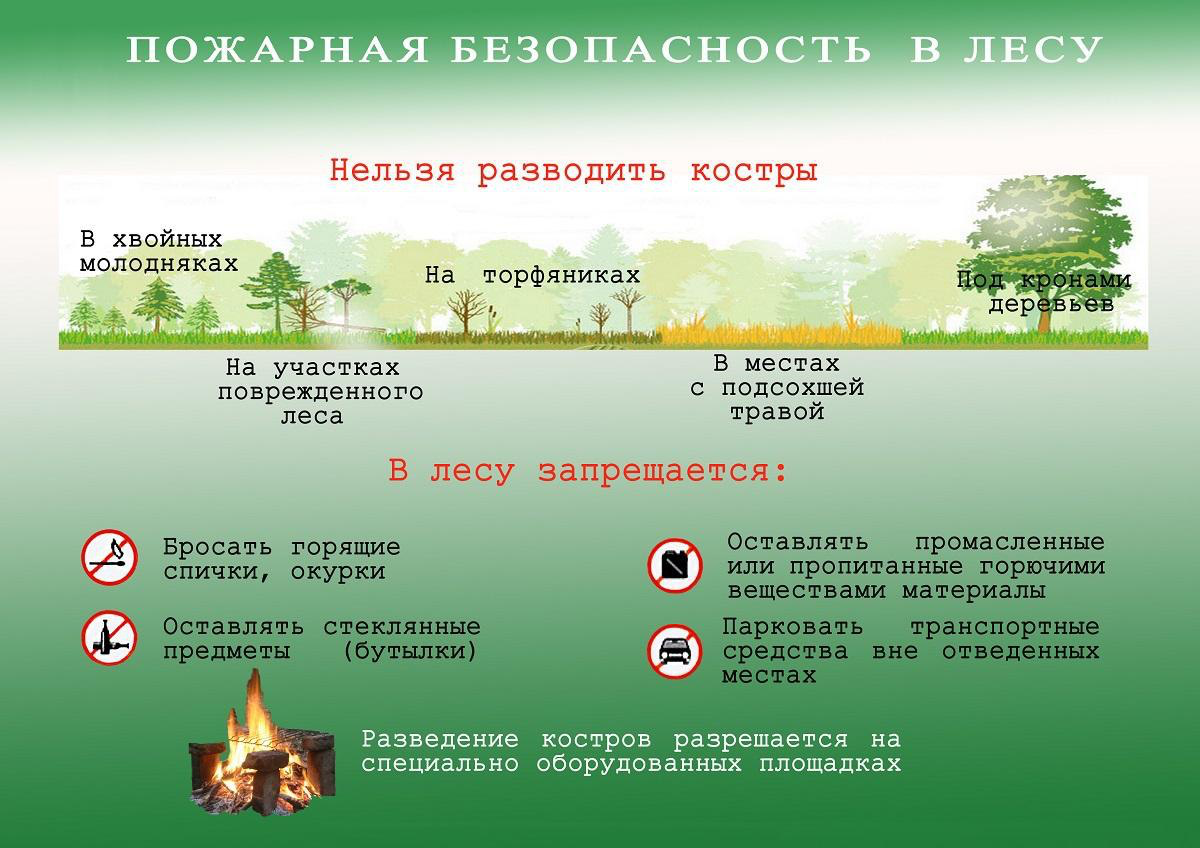 ПОЖАРНАЯ БЕЗОПАСНОСТЬ В ЛЕСУ
Нельзя разводить костры
В хвойных
молодняках
На торфяниках
Под кронами
деревьев
На участках
поврежденного
леса
В местах
с подсохшей
травой
В лесу запрещается:
Бросать горящие
спички, окурки
Оставлять стеклянные
предметы (бутылки)
Оставлять промасленные
или пропитанные горючими
веществами материалы
Парковать транспортные
средства вне отведенных
местах
Разведение костров разрешается на
специально оборудованных площадках